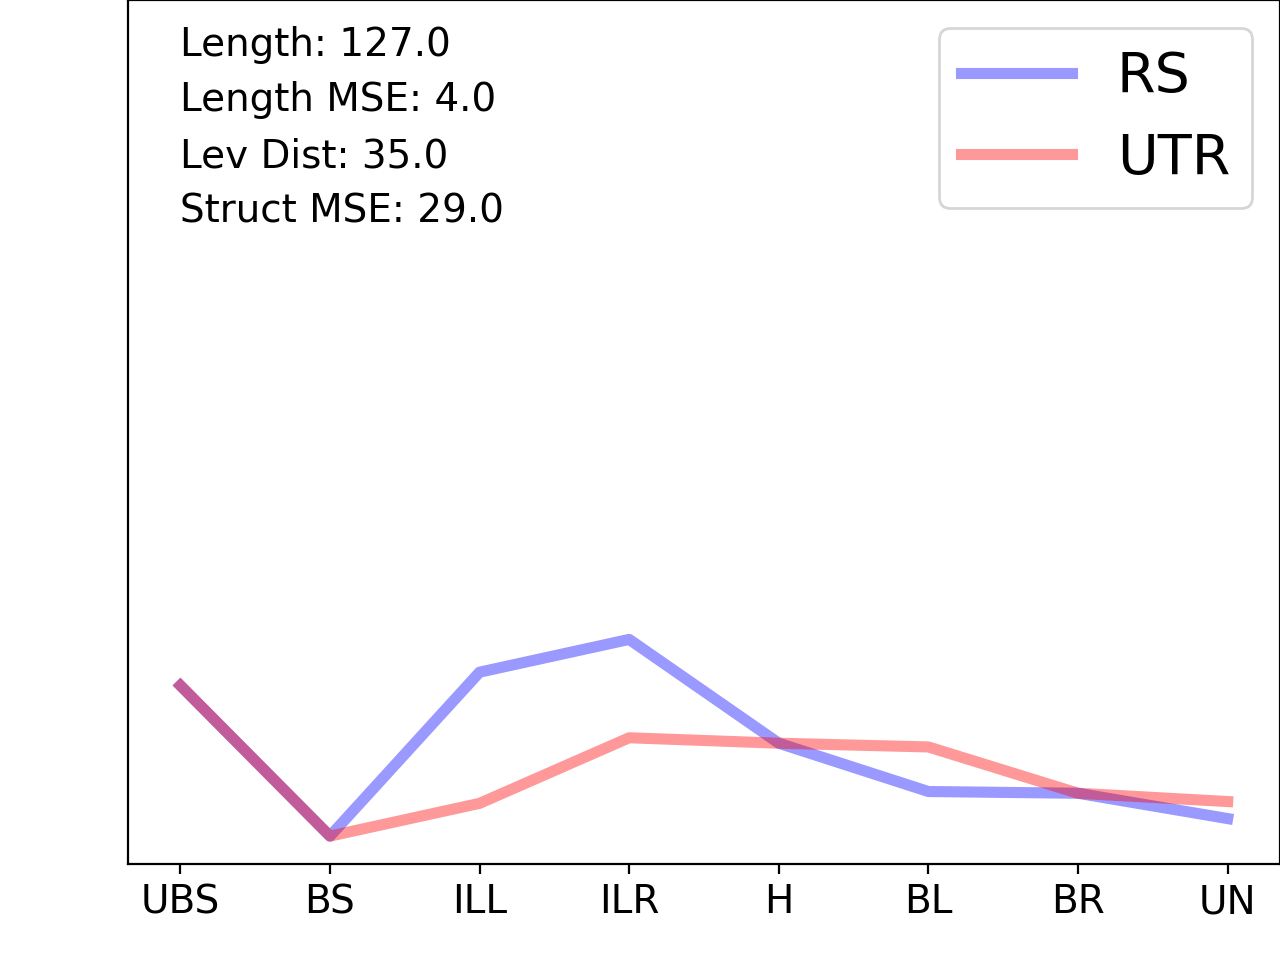 Length: 127.0
Length MSE: 4.0
Lev Dist: 35.0
Struct MSE: 29.0
RS
UTR
UBS BS ILL ILR H BL BR UN